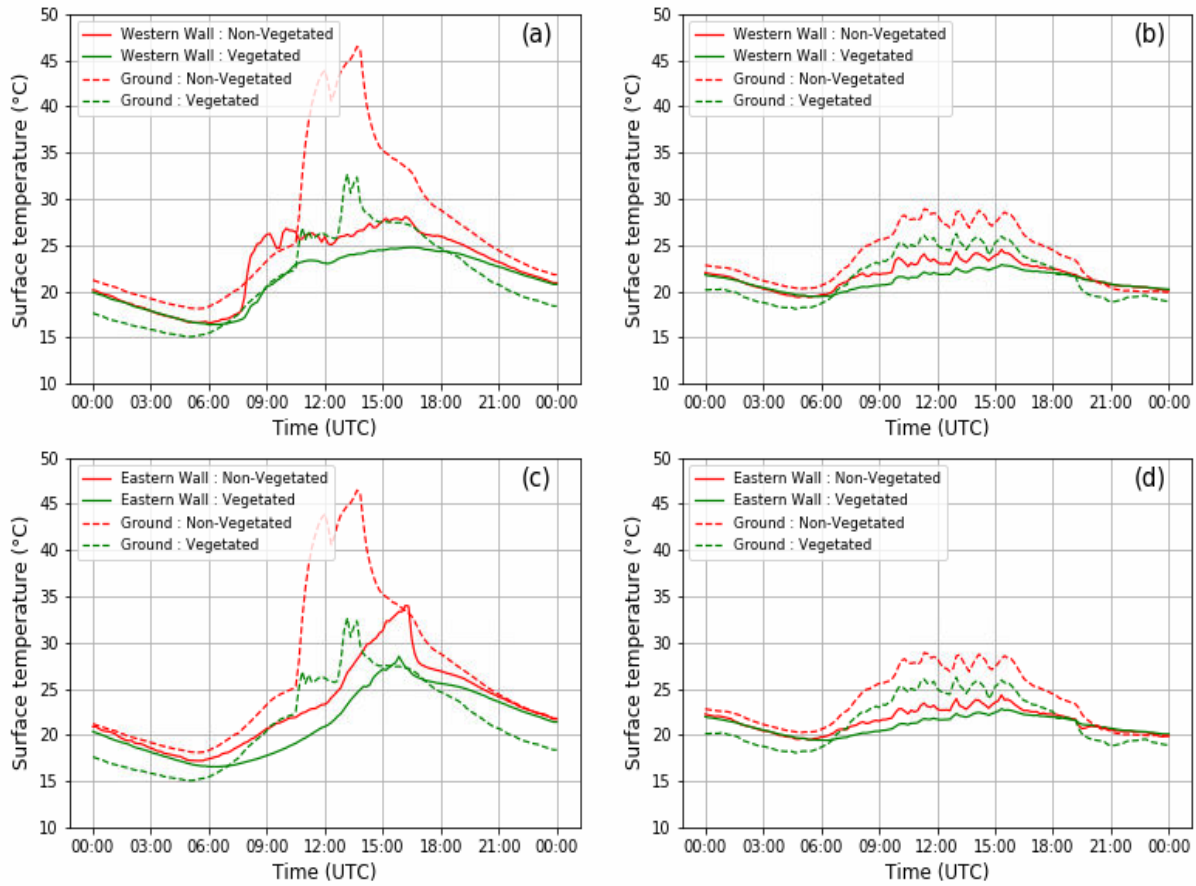 50
45
40
35
30
25
20
15
10
Surface temperature (°C)
Western Wall : Non-Vegetated
Western Wall : Vegetated
Ground : Non-Vegetated
Ground : Vegetated
(a)
00:00 03:00 06:00 09:00 12:00 15:00 18:00 21:00 00:00
Time (UTC)
50
45
40
35
30
25
20
15
10
Surface temperature (°C)
Western Wall : Non-Vegetated
Western Wall : Vegetated
Ground : Non-Vegetated
Ground : Vegetated
(b)
00:00 03:00 06:00 09:00 12:00 15:00 18:00 21:00 00:00
Time (UTC)
50
45
40
35
30
25
20
15
10
Surface temperature (°C)
Eastern Wall : Non-Vegetated
Eastern Wall : Vegetated
Ground : Non-Vegetated
Ground : Vegetated
(c)
00:00 03:00 06:00 09:00 12:00 15:00 18:00 21:00 00:00
Time (UTC)
50
45
40
35
30
25
20
15
10
Surface temperature (°C)
Eastern Wall : Non-Vegetated
Eastern Wall : Vegetated
Ground : Non-Vegetated
Ground : Vegetated
(d)
00:00 03:00 06:00 09:00 12:00 15:00 18:00 21:00 00:00
Time (UTC)